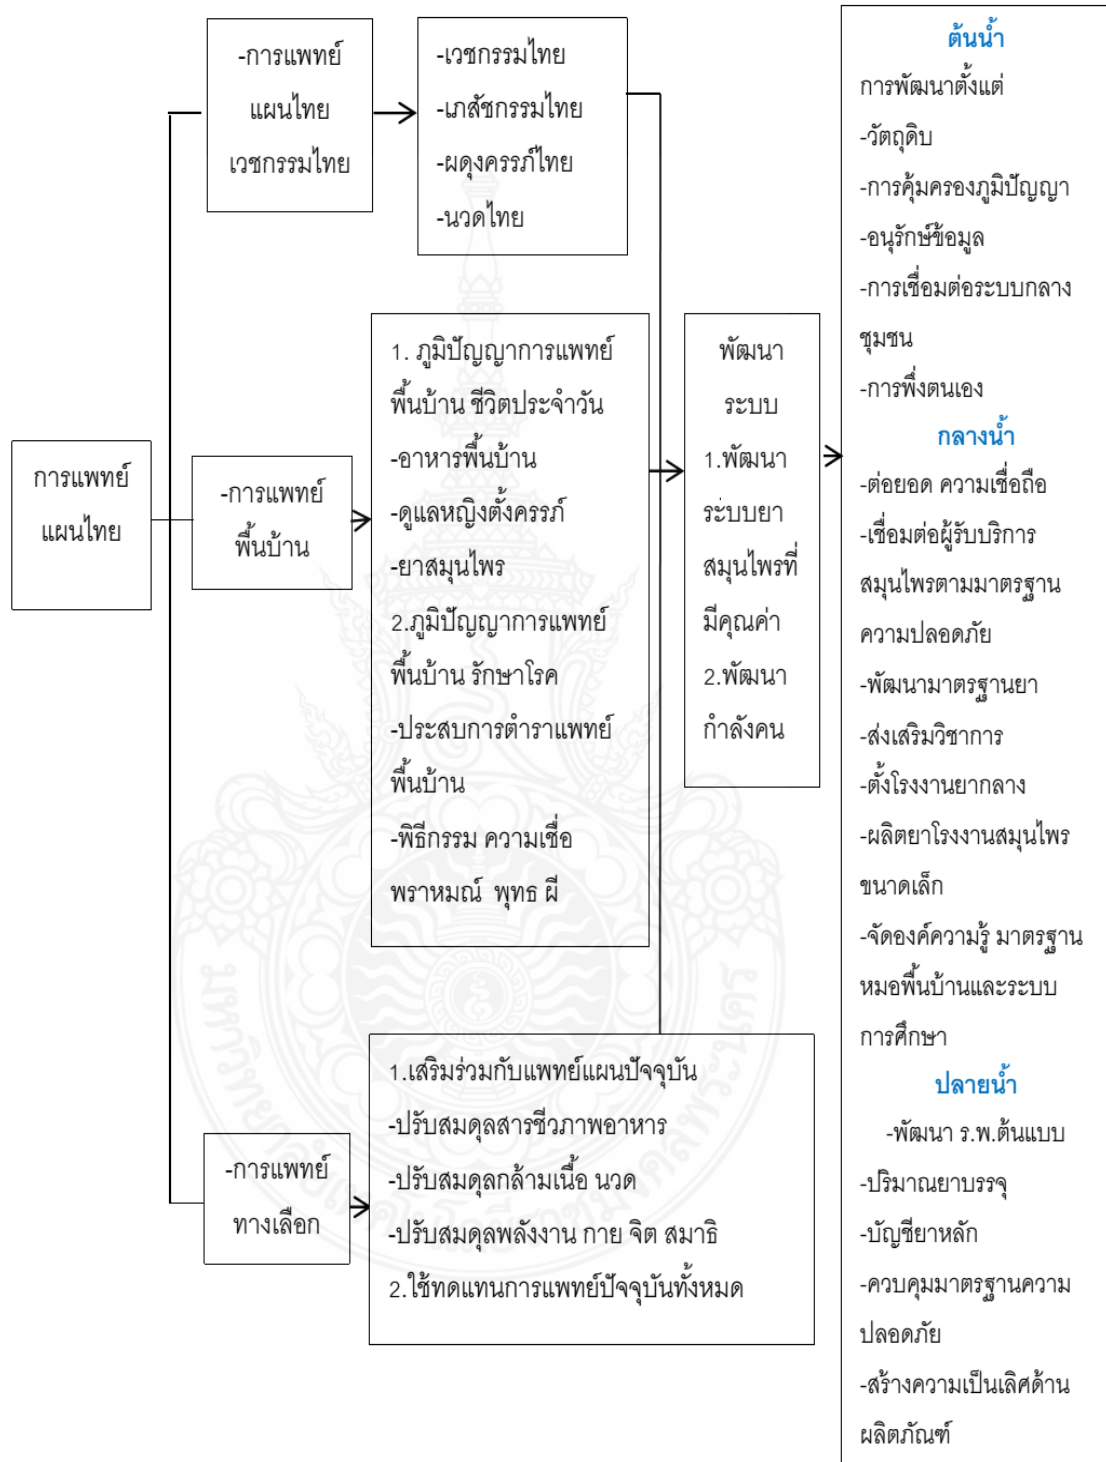 การแพทย์
แผนไทย
-การแพทย์
แผนไทย
เวชกรรมไทย
-เวชกรรมไทย
-เภสัชกรรมไทย
-ผดุงครรภ์ไทย
-นวดไทย
-การแพทย์
พื้นบ้าน
1. ภูมิปัญญาการแพทย์
พื้นบ้าน ชีวิตประจำวัน
-อาหารพื้นบ้าน
-ดูแลหญิงตั้งครรภ์
-ยาสมุนไพร
2.ภูมิปัญญาการแพทย์
พื้นบ้าน รักษาโรค
-ประสบการตำราแพทย์
พื้นบ้าน
-พิธีกรรม ความเชื่อ
พราหมณ์ พุทธ ผี
-การแพทย์
ทางเลือก
1.เสริมร่วมกับแพทย์แผนปัจจุบัน
-ปรับสมดุลสารชีวภาพอาหาร
-ปรับสมดุลกล้ามเนื้อ นวด
-ปรับสมดุลพลังงาน กาย จิต สมาธิ
2.ใช้ทดแทนการแพทย์ปัจจุบันทั้งหมด
พัฒนา
ระบบ
1.พัฒนา
ระบบยา
สมุนไพรที่
มีคุณค่า
2.พัฒนา
กำลังคน
ต้นน้ำ
การพัฒนาตั้งแต่
-วัตถุดิบ
-การคุ้มครองภูมิปัญญา
-อนุรักษ์ข้อมูล
-การเชื่อมต่อระบบกลาง
ชุมชน
-การพึ่งตนเอง
กลางน้ำ
-ต่อยอด ความเชื่อถือ
-เชื่อมต่อผู้รับบริการ
สมุนไพรตามมาตรฐาน
ความปลอดภัย
-พัฒนามาตรฐานยา
-ส่งเสริมวิชาการ
-ตั้งโรงงานยากลาง
-ผลิตยาโรงงานสมุนไพร
ขนาดเล็ก
-จัดองค์ความรู้ มาตรฐาน
หมอพื้นบ้านและระบบ
การศึกษา
ปลายน้ำ
-พัฒนา ร.พ.ต้นแบบ
-ปริมาณยาบรรจุ
-บัญชียาหลัก
-ควบคุมมาตรฐานความ
ปลอดภัย
-สร้างความเป็นเลิศด้าน
ผลิตภัณฑ์
มหาวิทยาลัยเทคโนโลยีราชมงคลพระนคร